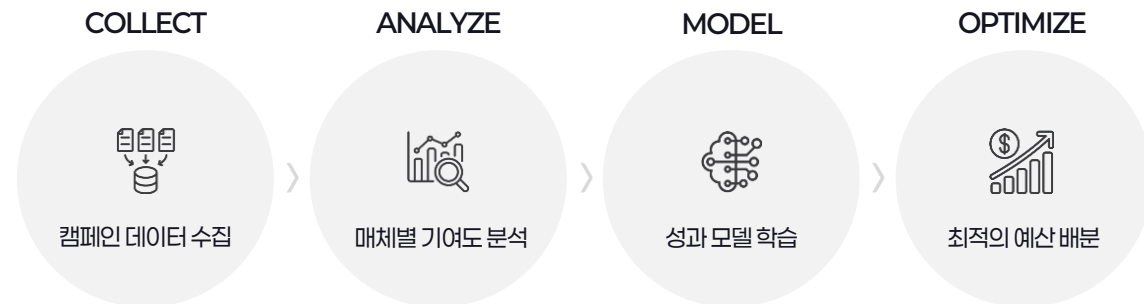 COLLECT
ANALYZE
MODEL
OPTIMIZE
캠페인 데이터 수집
매체별 기여도 분석
성과 모델 학습
최적의 예산 배분